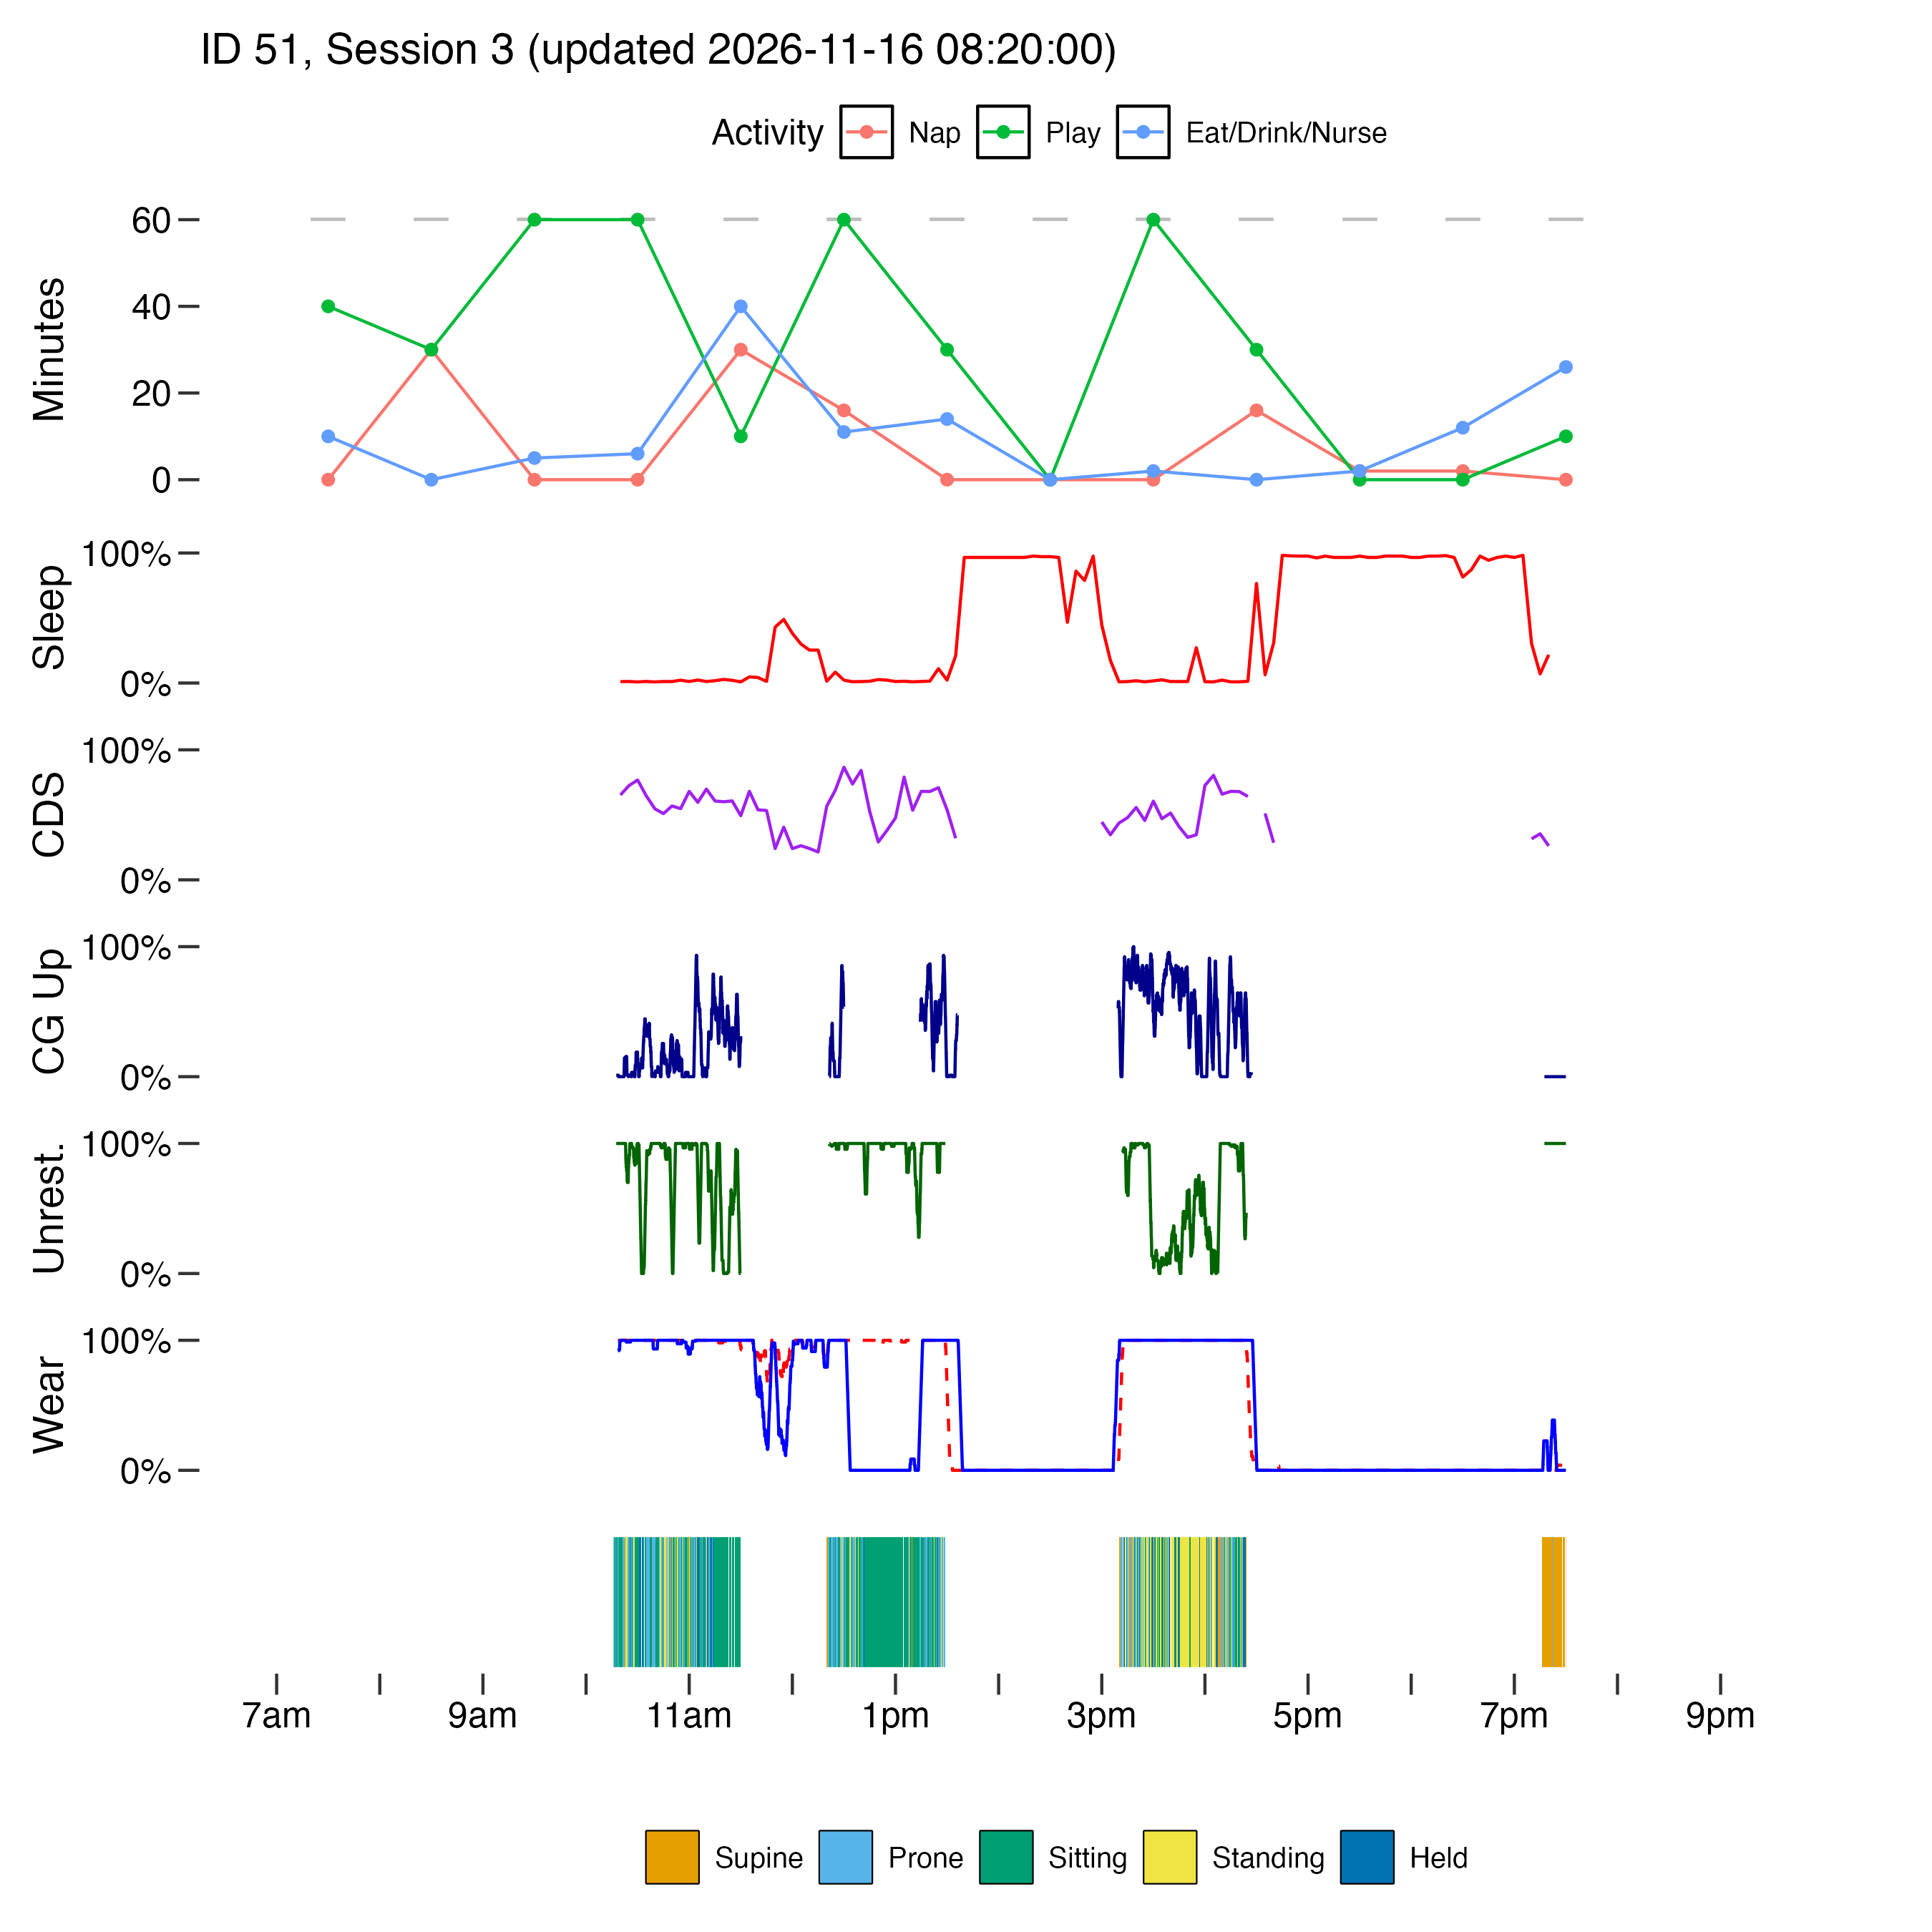 ID 51, Session 3 (updated 2026-11-16 08:20:00)
Activity Nap Play Eat/Drink/Nurse
Minutes
60
40
20
0
Sleep
100%
0%
CDS
100%
0%
CG Up
100%
0%
Unrest.
100%
0%
Wear
100%
0%
7am 9am 11am 1pm 3pm 5pm 7pm 9pm
Supine Prone Sitting Standing Held